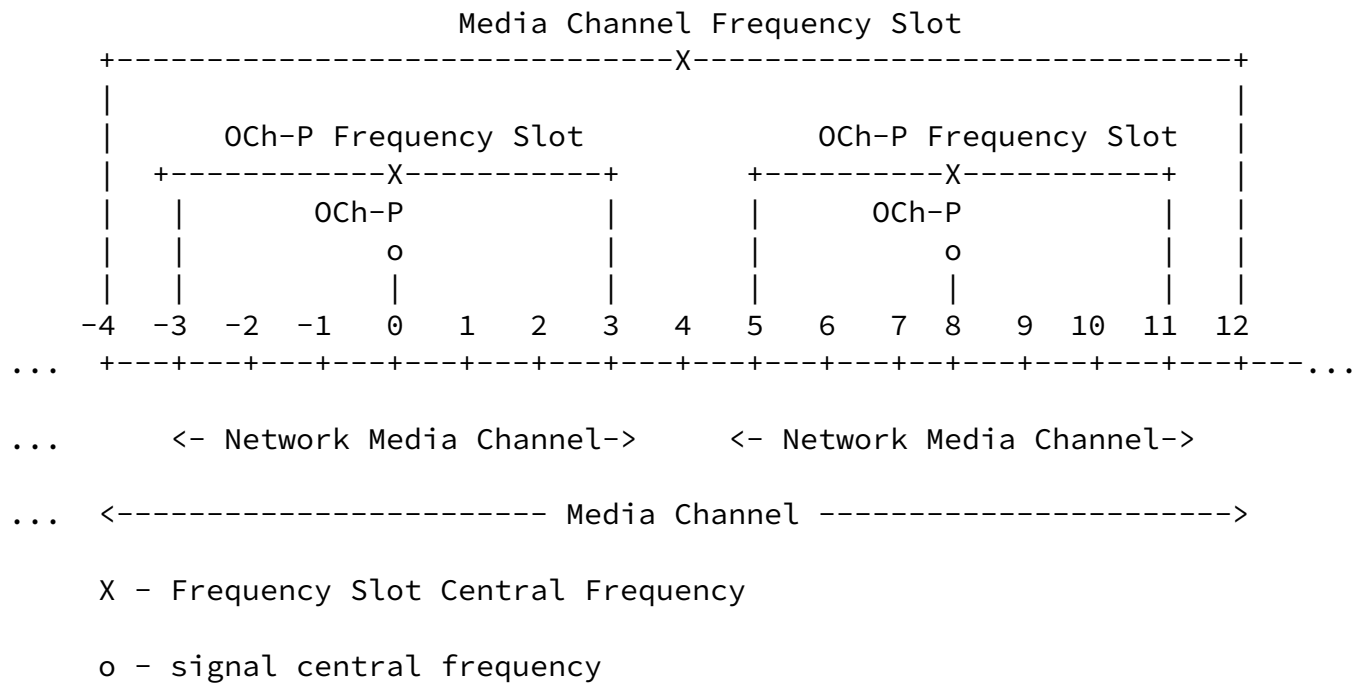 Media Channel Frequency Slot
     +-------------------------------X------------------------------+
     |                                                              |
     |      OCh-P Frequency Slot             OCh-P Frequency Slot   |
     |  +------------X-----------+       +----------X-----------+   |
     |   |       OCh-P           |       |      OCh-P           |   |
     |   |           o           |       |          o           |   |
     |   |           |           |       |          |           |   |
    -4  -3  -2  -1   0   1   2   3   4   5   6   7  8   9  10  11  12
... +---+---+---+---+---+---+---+---+---+---+---+---+---+---+---+---+---...
...      <- Network Media Channel->     <- Network Media Channel->
...  <------------------------ Media Channel ----------------------->
     X - Frequency Slot Central Frequency
     o - signal central frequency